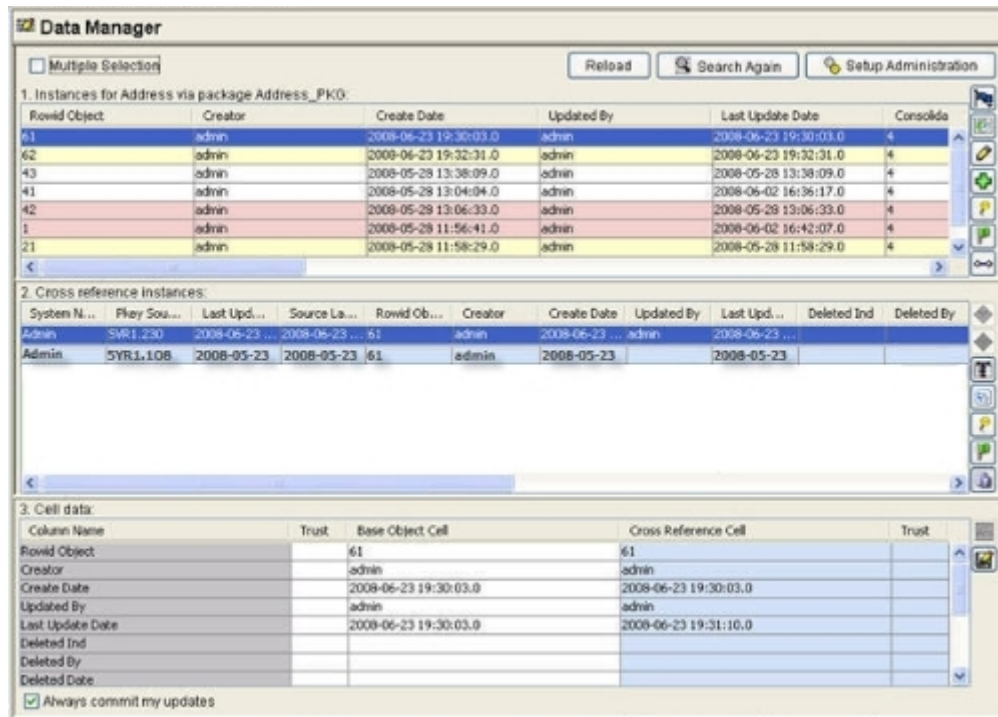 Data Manager
Multiple Selection Reload Search Again Setup Administration
1. Instances for Address via package Address_PKG:
Rowid Object Creator Create Date Updated By Last Update Date Consolida
61 admin 2008-06-23 19:30:03.0 admin 2008-06-23 19:30:03.0 4
62 admin 2008-06-23 19:32:31.0 admin 2008-06-23 19:32:31.0 4
43 admin 2008-05-28 13:38:09.0 admin 2008-05-28 13:38:09.0 4
41 admin 2008-05-28 13:04:04.0 admin 2008-06-02 16:36:17.0 4
42 admin 2008-05-28 13:06:33.0 admin 2008-05-28 13:06:33.0 4
1 admin 2008-05-28 11:56:41.0 admin 2008-06-02 16:42:07.0 4
21 admin 2008-05-28 11:58:29.0 admin 2008-05-28 11:58:29.0 4
2. Cross reference instances:
System N... Pkey Sou... Last Upd... Source La... Rowid Ob... Creator Create Date Updated By Last Upd... Deleted Ind Deleted By
Admin SVR1.230 2008-06-23 ... 2008-06-23 ... 61 admin 2008-06-23 ... admin 2008-06-23 ...
Admin SYR1.108 2008-05-23 2008-05-23 61 admin 2008-05-23 2008-05-23
3. Cell data:
Column Name Trust Base Object Cell Cross Reference Cell Trust
Rowid Object 61 61
Creator admin admin
Create Date 2008-06-23 19:30:03.0 2008-06-23 19:30:03.0
Updated By admin admin
Last Update Date 2008-06-23 19:30:03.0 2008-06-23 19:31:10.0
Deleted Ind
Deleted By
Deleted Date
Always commit my updates